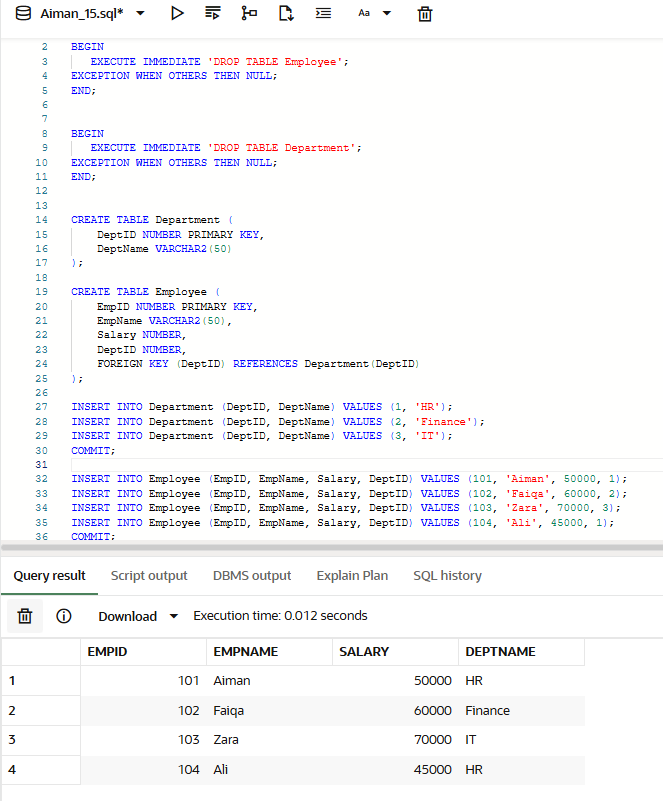 Aiman_15.sql* Aa
2 BEGIN
3 EXECUTE IMMEDIATE 'DROP TABLE Employee';
4 EXCEPTION WHEN OTHERS THEN NULL;
5 END;
6
7
8 BEGIN
9 EXECUTE IMMEDIATE 'DROP TABLE Department';
10 EXCEPTION WHEN OTHERS THEN NULL;
11 END;
12
13
14 CREATE TABLE Department (
15 DeptID NUMBER PRIMARY KEY,
16 DeptName VARCHAR2(50)
17 );
18
19 CREATE TABLE Employee (
20 EmpID NUMBER PRIMARY KEY,
21 EmpName VARCHAR2(50),
22 Salary NUMBER,
23 DeptID NUMBER,
24 FOREIGN KEY (DeptID) REFERENCES Department(DeptID)
25 );
26
27 INSERT INTO Department (DeptID, DeptName) VALUES (1, 'HR');
28 INSERT INTO Department (DeptID, DeptName) VALUES (2, 'Finance');
29 INSERT INTO Department (DeptID, DeptName) VALUES (3, 'IT');
30 COMMIT;
31
32 INSERT INTO Employee (EmpID, EmpName, Salary, DeptID) VALUES (101, 'Aiman', 50000, 1);
33 INSERT INTO Employee (EmpID, EmpName, Salary, DeptID) VALUES (102, 'Faiqa', 60000, 2);
34 INSERT INTO Employee (EmpID, EmpName, Salary, DeptID) VALUES (103, 'Zara', 70000, 3);
35 INSERT INTO Employee (EmpID, EmpName, Salary, DeptID) VALUES (104, 'Ali', 45000, 1);
36 COMMIT;
Query result Script output DBMS output Explain Plan SQL history
Download Execution time: 0.012 seconds
EMPID EMPNAME SALARY DEPTNAME
1 101 Aiman 50000 HR
2 102 Faiqa 60000 Finance
3 103 Zara 70000 IT
4 104 Ali 45000 HR